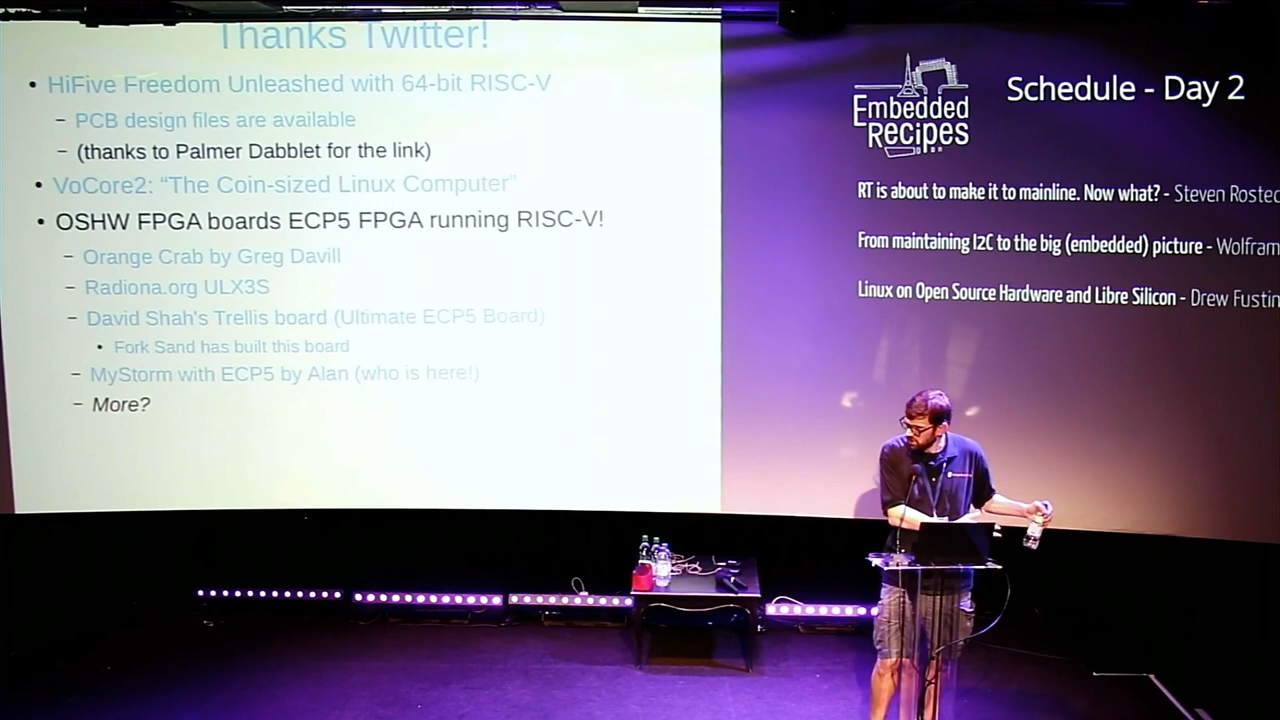 Thanks Twitter!
• HiFive Freedom Unleashed with 64-bit RISC-V
– PCB design files are available
– (thanks to Palmer Dabblet for the link)
• VoCore2: “The Coin-sized Linux Computer”
• OSHW FPGA boards ECP5 FPGA running RISC-V!
– Orange Crab by Greg Davill
– Radiona.org ULX3S
– David Shah's Trellis board (Ultimate ECP5 Board)
• Fork Sand has built this board
– MyStorm with ECP5 by Alan (who is here!)
– More?
Embedded
Recipes
Schedule - Day 2
RT is about to make it to mainline. Now what? - Steven Rosted
From maintaining I2C to the big (embedded) picture - Wolfram
Linux on Open Source Hardware and Libre Silicon - Drew Fustin